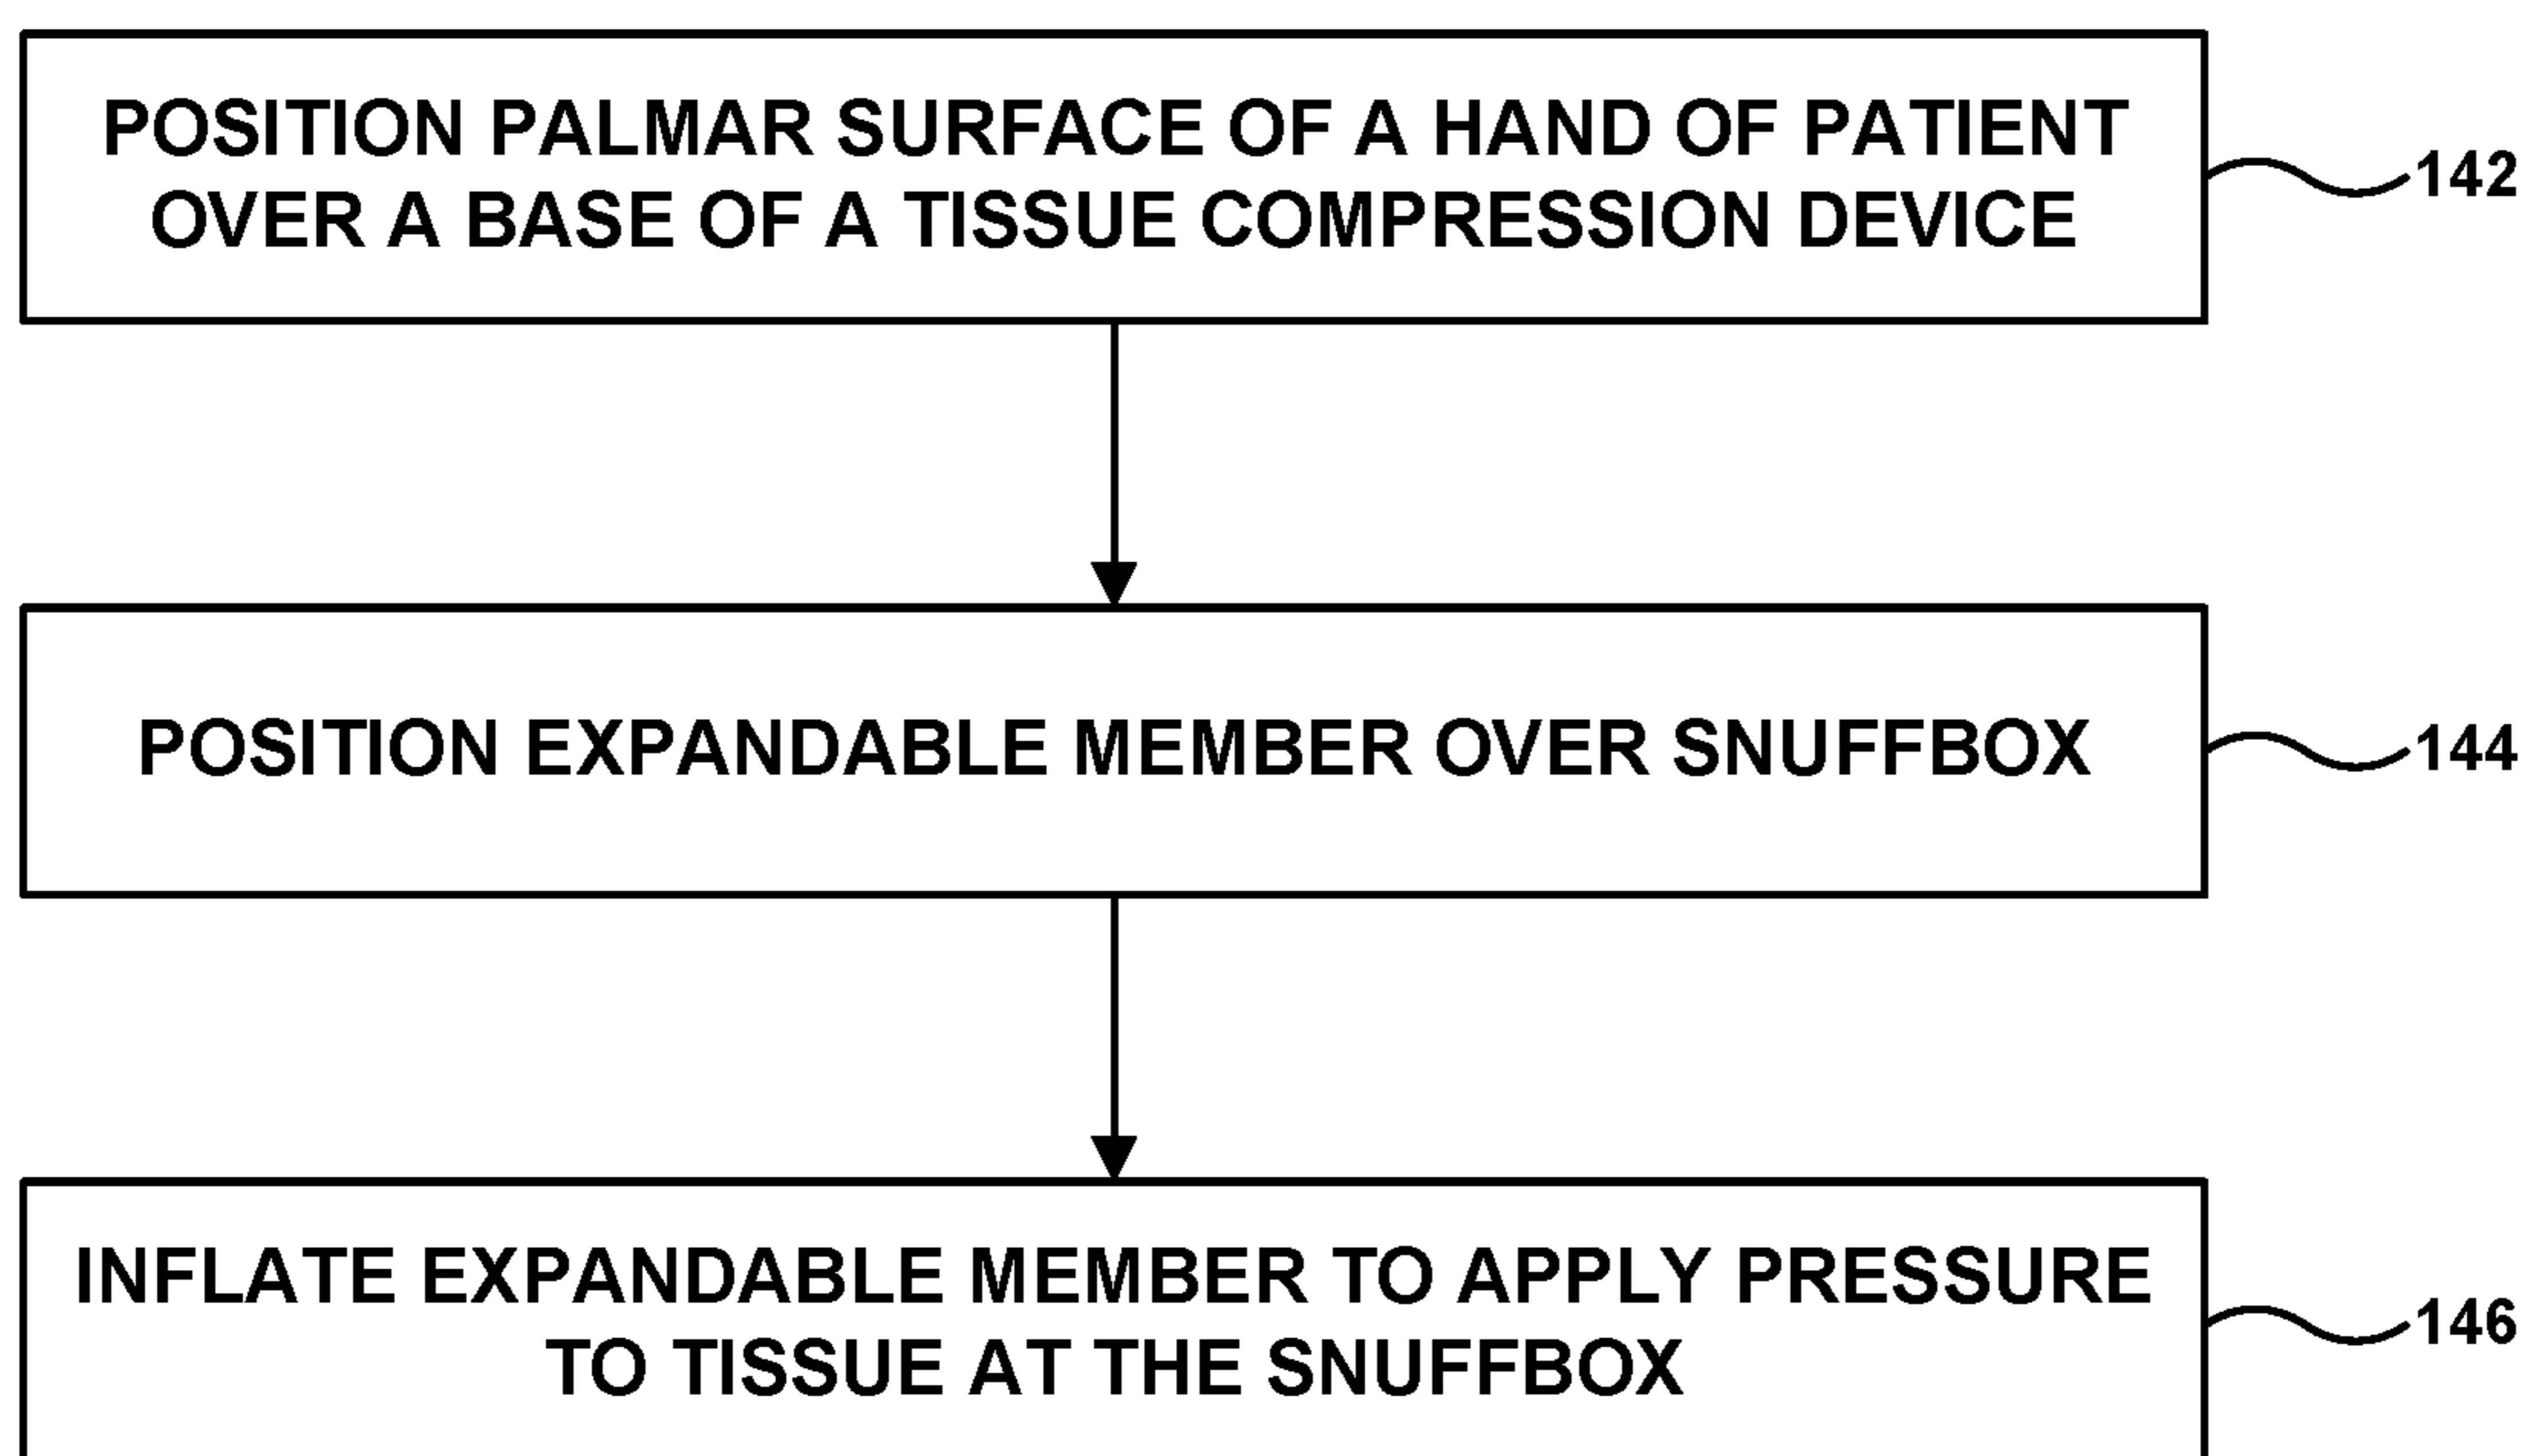 POSITION PALMAR SURFACE OF A HAND OF PATIENT
OVER A BASE OF A TISSUE COMPRESSION DEVICE
142
POSITION EXPANDABLE MEMBER OVER SNUFFBOX
144
INFLATE EXPANDABLE MEMBER TO APPLY PRESSURE
TO TISSUE AT THE SNUFFBOX
146